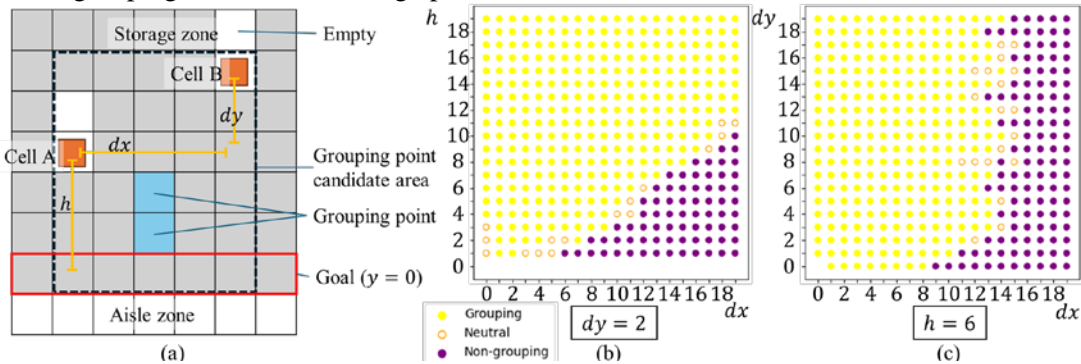 Storage zone
Empty
Cell B
dy
dx
Cell A
h
Grouping point
candidate area
Grouping point
Goal (y = 0)
Aisle zone
(a)
h
18
16
14
12
10
8
6
4
2
0
0 2 4 6 8 10 12 14 16 18
dx
Grouping
Neutral
Non-grouping
dy = 2
(b)
dy
18
16
14
12
10
8
6
4
2
0
0 2 4 6 8 10 12 14 16 18
dx
h = 6
(c)